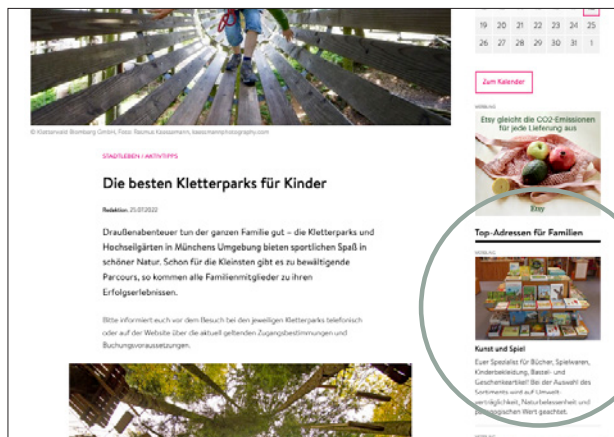 19 20 21 22 23 24 25
26 27 28 29 30 31 1
Zum Kalender
WERBUNG
Etsy gleicht die CO2-Emissionen
für jede Lieferung aus
Etsy
© Kletterwald Blomberg GmbH, Foto: Rasmus Kaessmann, kaessmannphotography.com
STADTLEBEN / AKTIVTIPPS
Die besten Kletterparks für Kinder
Redaktion, 25.07.2022
Draußenabenteuer tun der ganzen Familie gut – die Kletterparks und
Hochseilgärten in Münchens Umgebung bieten sportlichen Spaß in
schöner Natur. Schon für die Kleinsten gibt es zu bewältigende
Parcours, so kommen alle Familienmitglieder zu ihren
Erfolgserlebnissen.
Bitte informiert euch vor dem Besuch bei den jeweiligen Kletterparks telefonisch
oder auf der Website über die aktuell geltenden Zugangsbestimmungen und
Buchungsvoraussetzungen.
Top-Adressen für Familien
WERBUNG
Kunst und Spiel
Euer Spezialist für Bücher, Spielwaren,
Kinderbekleidung, Bastel- und
Geschenkeartikel! Bei der Auswahl des
Sortiments wird auf Umwelt-
verträglichkeit, Naturbelassenheit und
pädagogischen Wert geachtet.
WERBUNG